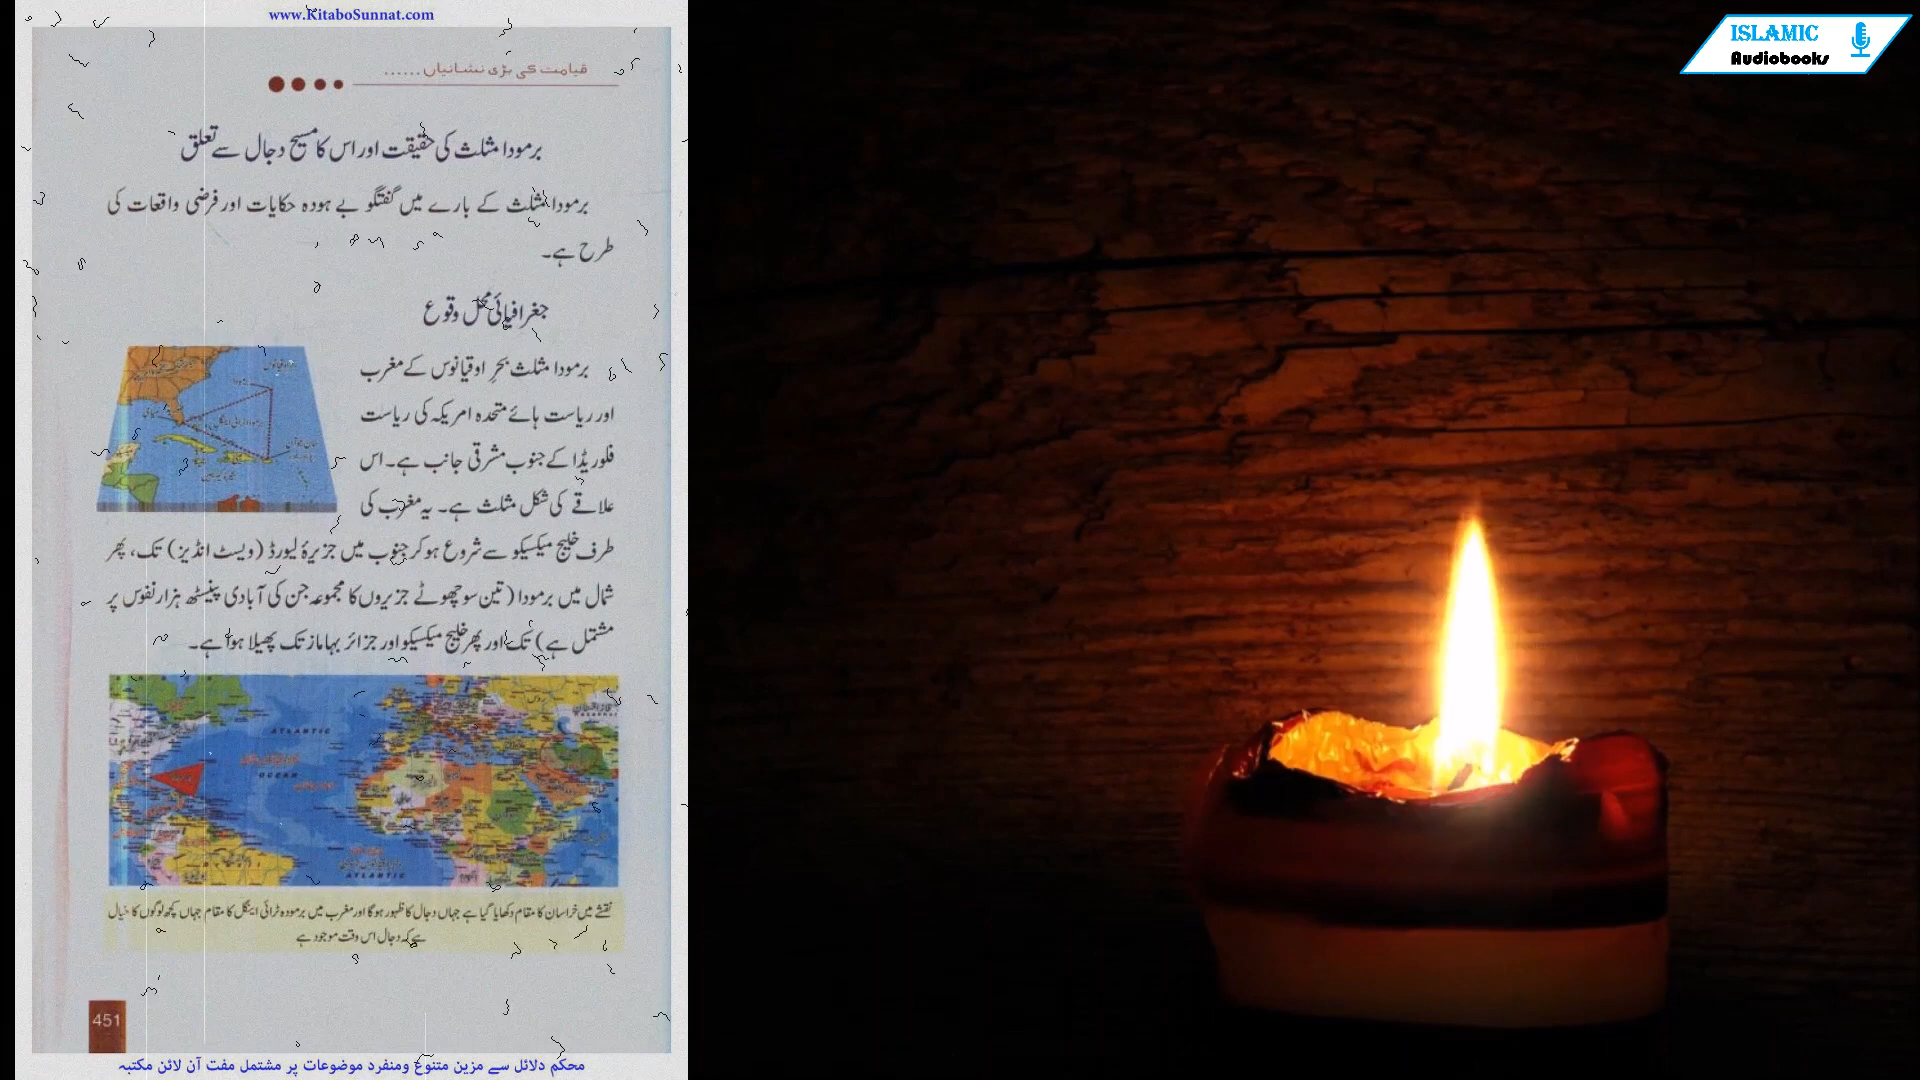 www.KitaboSunnat.com
ISLAMIC
Audiobooks
قیامت کی بڑی نشانیاں......
برمودا مثلث کی حقیقت اور اس کا مسیح دجال سے تعلق
برمودا مثلث کے بارے میں گفتگو بے ہودہ حکایات اور فرضی واقعات کی
طرح ہے۔
جغرافیائی محل وقوع
برمودا مثلث بحرِ اوقیانوس کے مغرب
اور ریاست ہائے متحدہ امریکہ کی ریاست
فلوریڈا کے جنوب مشرقی جانب ہے۔ اس
علاقے کی شکل مثلث ہے۔ یہ مغرب کی
طرف خلیج میکسیکو سے شروع ہو کر جنوب میں جزیرۂ لیورڈ (ویسٹ انڈیز) تک، پھر
شمال میں برمودا (تین سو چھوٹے جزیروں کا مجموعہ جن کی آبادی پینسٹھ ہزار نفوس پر
مشتمل ہے) تک اور پھر خلیج میکسیکو اور جزائر بہاماز تک پھیلا ہوا ہے۔
ATLANTIC
OCEAN
ATLANTIC
نقشے میں خراسان کا مقام دکھایا گیا ہے جہاں دجال کا ظہور ہوگا اور مغرب میں برمودہ ٹرائی اینگل کا مقام جہاں کچھ لوگوں کا خیال
ہے کہ دجال اس وقت موجود ہے
451
محکم دلائل سے مزین متنوع ومنفرد موضوعات پر مشتمل مفت آن لائن مکتبہ